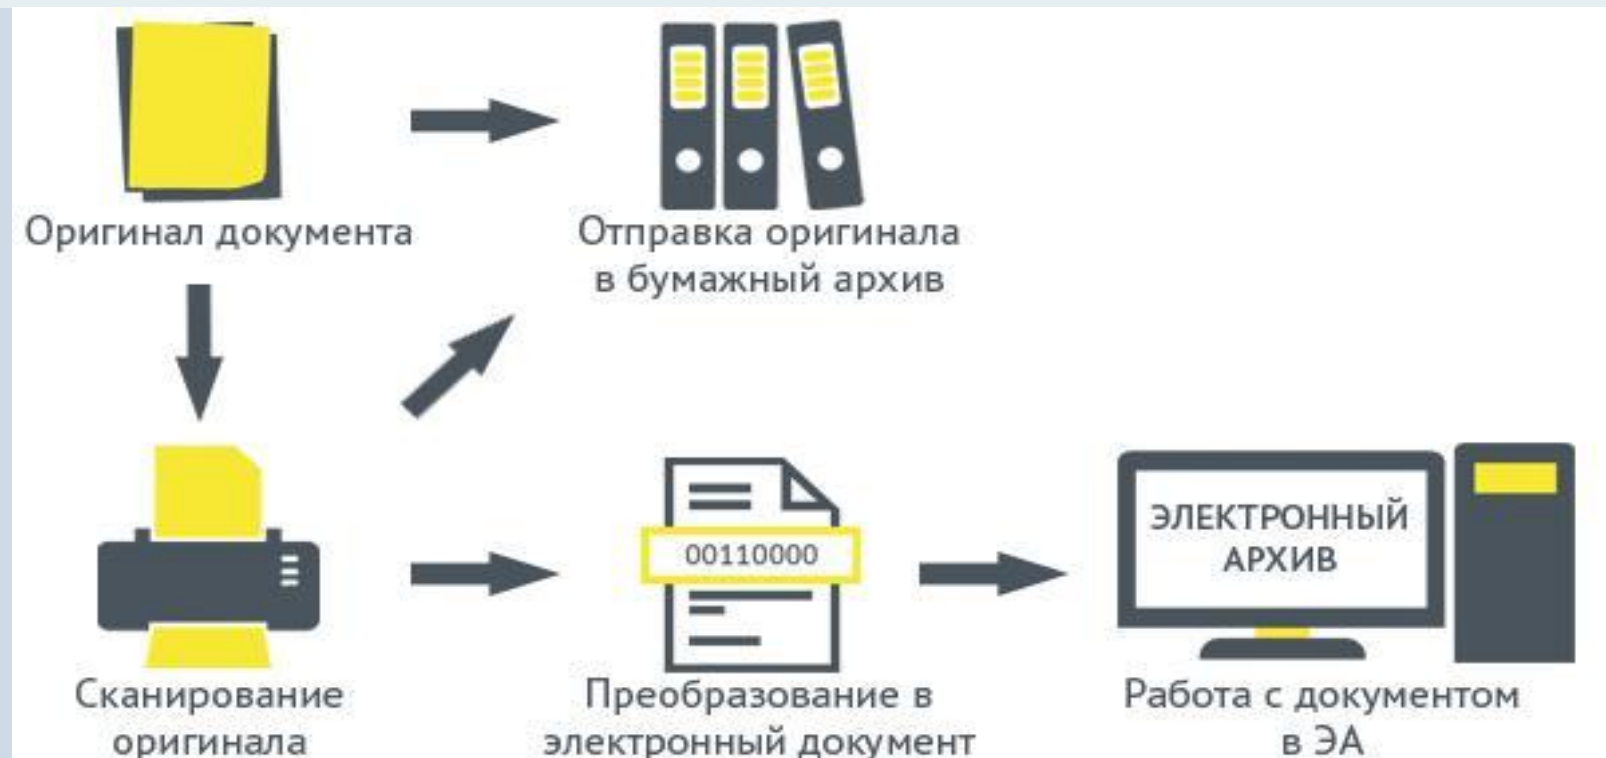 Оригинал документа
Отправка оригинала
в бумажный архив
00110000
ЭЛЕКТРОННЫЙ
АРХИВ
Сканирование
оригинала
Преобразование в
электронный документ
Работа с документом
в ЭА